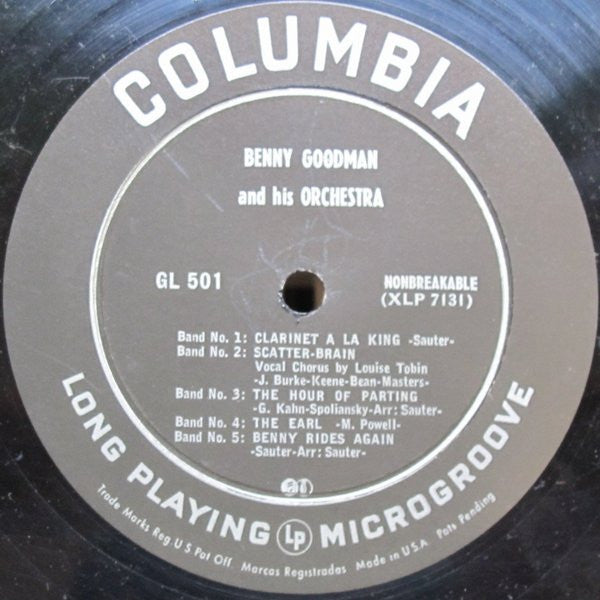 COLUMBIA
BENNY GOODMAN
and his ORCHESTRA
GL 501
NONBREAKABLE
(XLP 7131)
Band No. 1: CLARINET A LA KING -Sauter-
Band No. 2: SCATTER-BRAIN
Vocal Chorus by Louise Tobin
-J. Burke-Keene-Bean-Masters-
Band No. 3: THE HOUR OF PARTING
-G. Kahn-Spoliansky-Arr: Sauter-
Band No. 4: THE EARL -M. Powell-
Band No. 5: BENNY RIDES AGAIN
-Sauter-Arr: Sauter-
LONG PLAYING LP MICROGROOVE
Trade Marks Reg. U S Pat Off. Marcas Registradas Made in U.S.A. Pats Pending